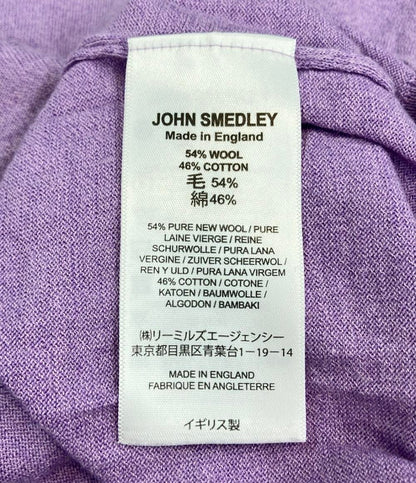 JOHN SMEDLEY
Made in England
54% WOOL
46% COTTON
毛 54%
綿 46%
54% PURE NEW WOOL / PURE
LAINE VIERGE / REINE
SCHURWOLLE / PURA LANA
VERGINE / ZUIVER SCHEERWOL /
REN Y ULD / PURA LANA VIRGEM
46% COTTON / COTONE /
KATOEN / BAUMWOLLE /
ALGODON / BAMBAKI
㈱リーミルズエージェンシー
東京都目黒区青葉台1-19-14
MADE IN ENGLAND
FABRIQUE EN ANGLETERRE
イギリス製